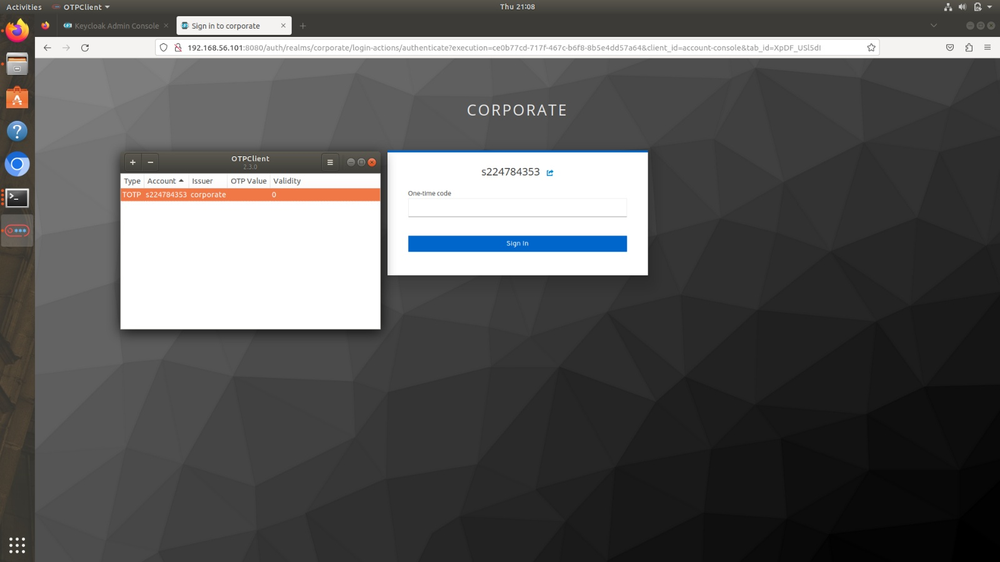 Activities
OTPClient
Thu 21:08
Keycloak Admin Console
Sign in to corporate
192.168.56.101:8080/auth/realms/corporate/login-actions/authenticate?execution=ce0b77cd-717f-467c-b6f8-8b5e4dd57a64&client_id=account-console&tab_id=XpDF_USl5dI
CORPORATE
OTPClient
2.3.0
Type Account Issuer OTP Value Validity
TOTP s224784353 corporate 0
s224784353
One-time code
Sign In